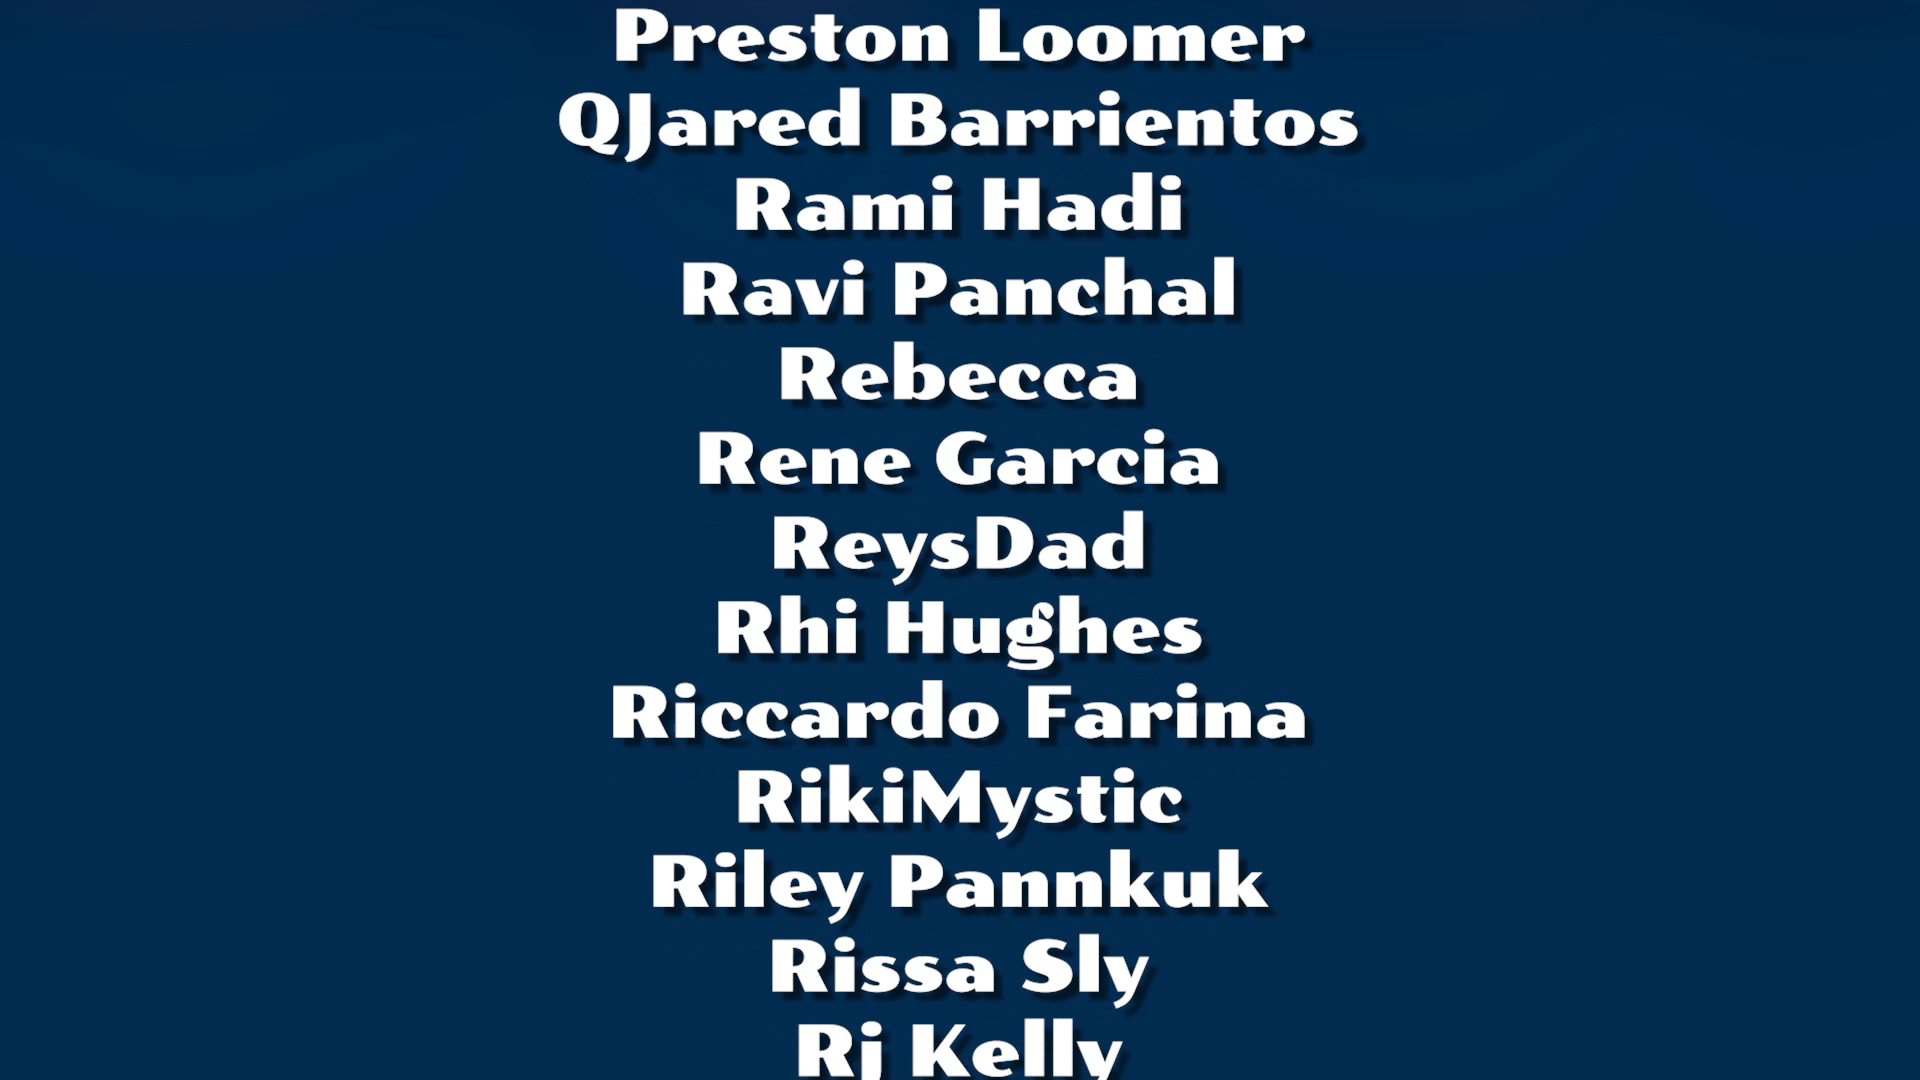 Preston Loomer
QJared Barrientos
Rami Hadi
Ravi Panchal
Rebecca
Rene Garcia
ReysDad
Rhi Hughes
Riccardo Farina
RikiMystic
Riley Pannkuk
Rissa Sly
Rj Kelly